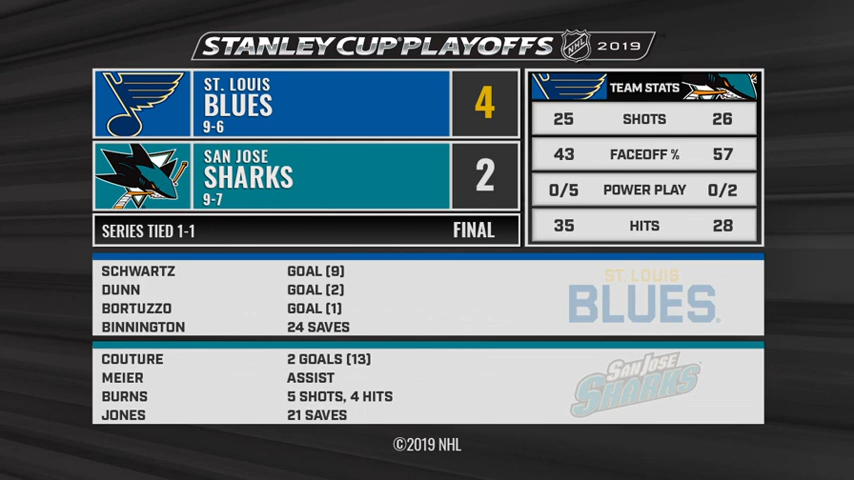 STANLEY CUP PLAYOFFS NHL 2019
ST. LOUIS
BLUES
9-6
4
SAN JOSE
SHARKS
9-7
2
SERIES TIED 1-1 FINAL
TEAM STATS
25 SHOTS 26
43 FACEOFF % 57
0/5 POWER PLAY 0/2
35 HITS 28
SCHWARTZ GOAL (9)
DUNN GOAL (2)
BORTUZZO GOAL (1)
BINNINGTON 24 SAVES
ST. LOUIS
BLUES
COUTURE 2 GOALS (13)
MEIER ASSIST
BURNS 5 SHOTS, 4 HITS
JONES 21 SAVES
SAN JOSE
SHARKS
©2019 NHL